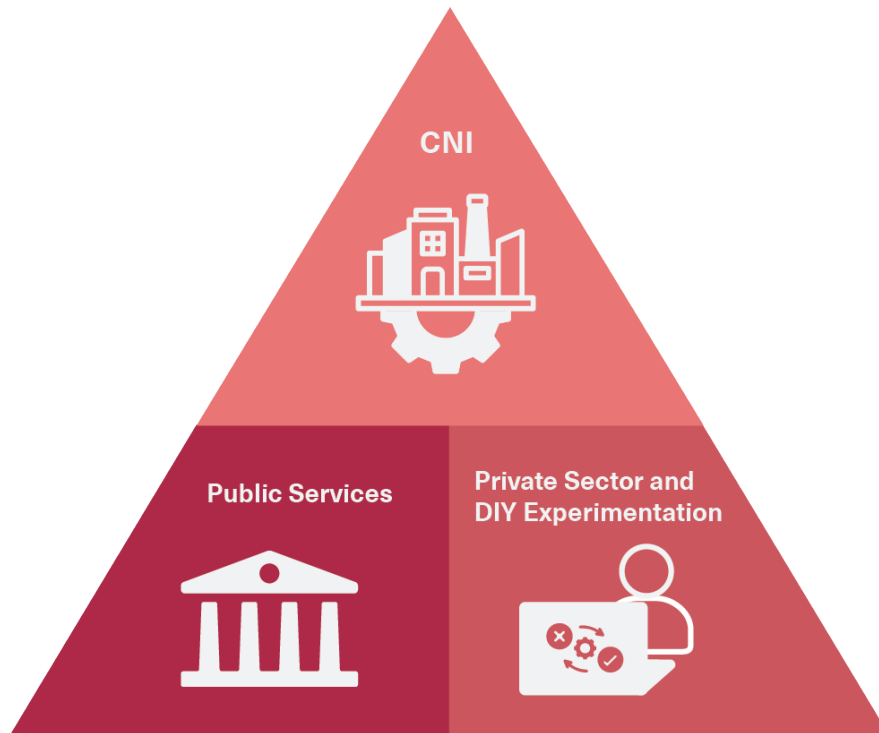 CNI
Public Services
Private Sector and
DIY Experimentation